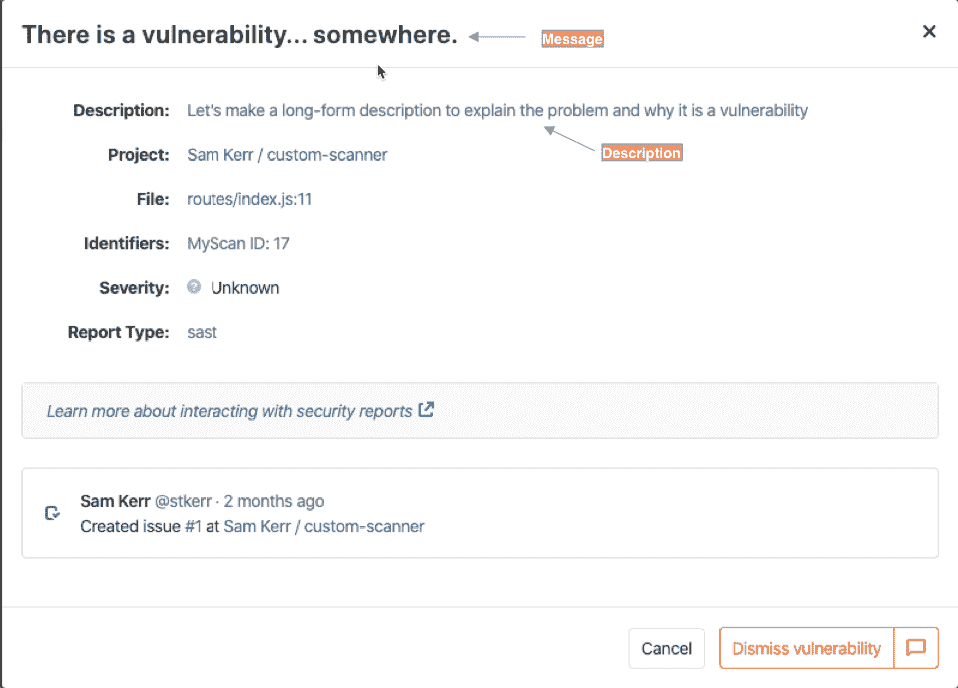 There is a vulnerability... somewhere.
Message
Description: Let's make a long-form description to explain the problem and why it is a vulnerability
Description
Project: Sam Kerr / custom-scanner
File: routes/index.js:11
Identifiers: MyScan ID: 17
Severity: Unknown
Report Type: sast
Learn more about interacting with security reports
Sam Kerr @stkerr · 2 months ago
Created issue #1 at Sam Kerr / custom-scanner
Cancel
Dismiss vulnerability